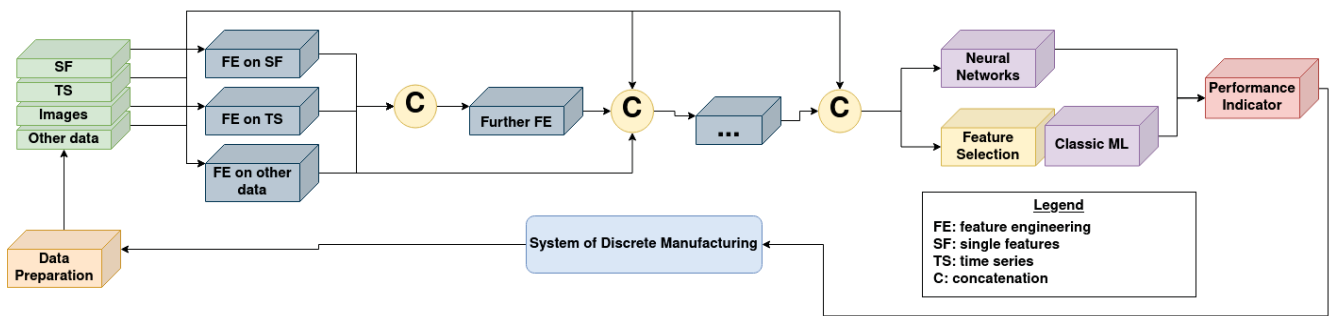 SF
TS
Images
Other data
FE on SF
FE on TS
FE on other
data
C
Further FE
C
...
C
Neural
Networks
Feature
Selection
Classic ML
Performance
Indicator
Data
Preparation
System of Discrete Manufacturing
Legend
FE: feature engineering
SF: single features
TS: time series
C: concatenation